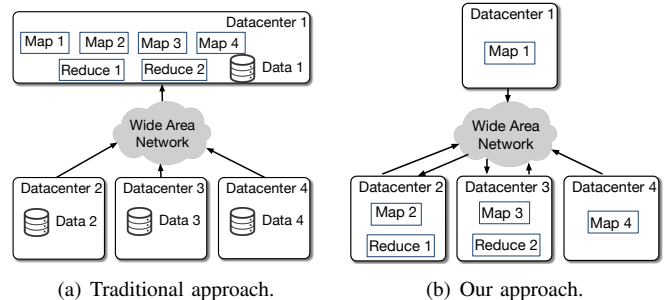 Datacenter 1
Map 1 Map 2 Map 3 Map 4
Reduce 1 Reduce 2 Data 1
Wide Area
Network
Datacenter 2 Datacenter 3 Datacenter 4
Data 2 Data 3 Data 4
(a) Traditional approach.
Datacenter 1
Map 1
Wide Area
Network
Datacenter 2 Datacenter 3 Datacenter 4
Map 2 Map 3 Map 4
Reduce 1 Reduce 2
(b) Our approach.